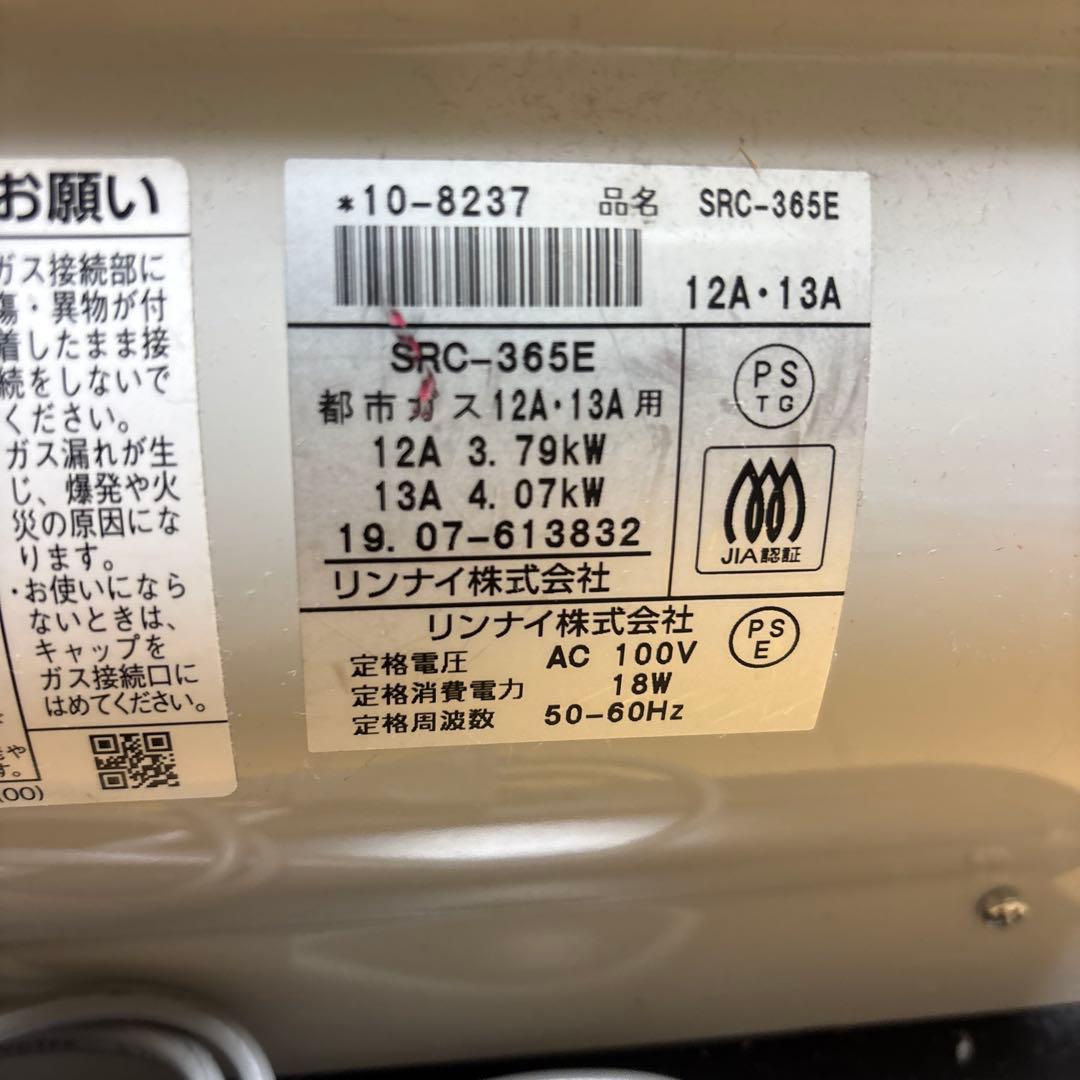 お願い
ガス接続部に
傷・異物が付
着したまま接
続をしないで
ください。
ガス漏れが生
じ、爆発や火
災の原因にな
ります。
・お使いになら
ないときは、
キャップを
ガス接続口に
はめてください。
す。
00)
*10-8237 品名 SRC-365E
12A・13A
SRC-365E
都市ガス12A・13A用
12A 3.79kW
13A 4.07kW
19.07-613832
リンナイ株式会社
PS
TG
JIA認証
リンナイ株式会社
定格電圧 AC 100V
定格消費電力 18W
定格周波数 50-60Hz
PS
E